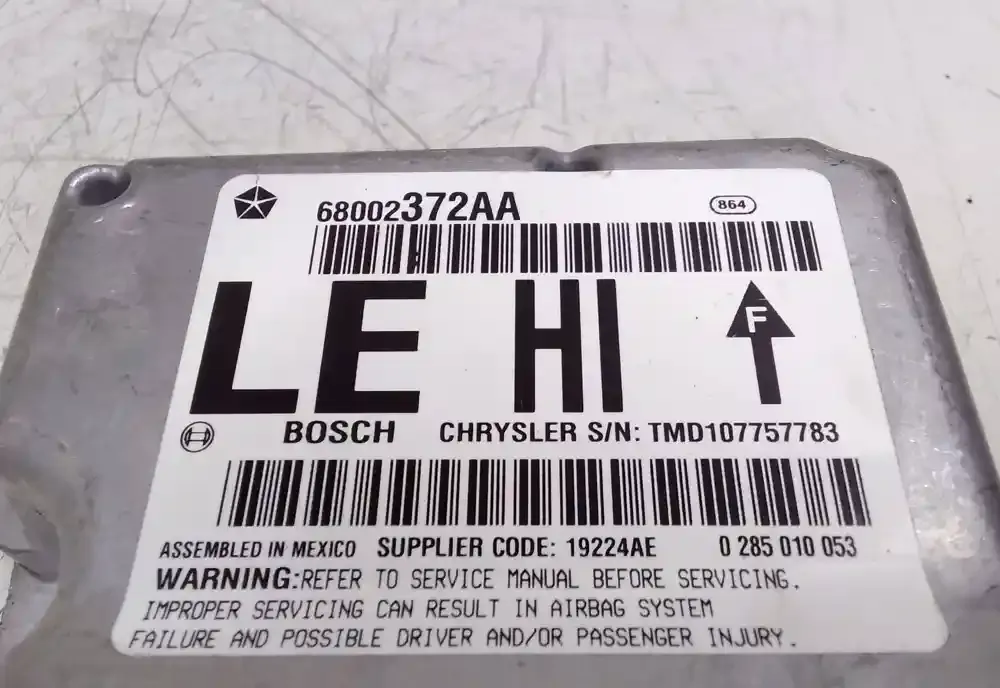 68002372AA 864
LE HI F
BOSCH CHRYSLER S/N: TMD107757783
ASSEMBLED IN MEXICO SUPPLIER CODE: 19224AE 0 285 010 053
WARNING:REFER TO SERVICE MANUAL BEFORE SERVICING.
IMPROPER SERVICING CAN RESULT IN AIRBAG SYSTEM
FAILURE AND POSSIBLE DRIVER AND/OR PASSENGER INJURY.